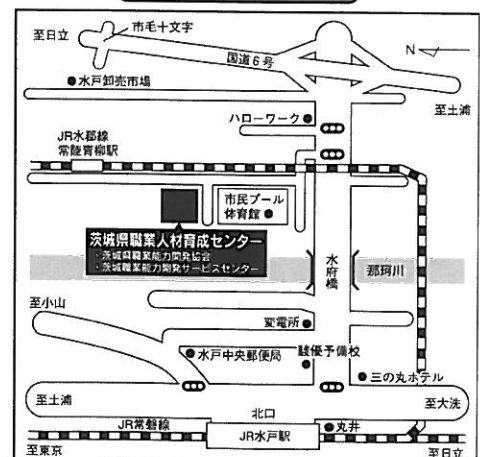 市毛十文字
至日立
国道6号
N
水戸卸売市場
至土浦
ハローワーク
JR水郡線
常陸青柳駅
市民プール
体育館
茨城県職業人材育成センター
・茨城県職業能力開発協会
・茨城職業能力開発サービスセンター
水府橋
那珂川
至小山
変電所
水戸中央郵便局
駿優予備校
三の丸ホテル
至土浦
北口
至大洗
JR常磐線
JR水戸駅
丸井
至東京
至日立